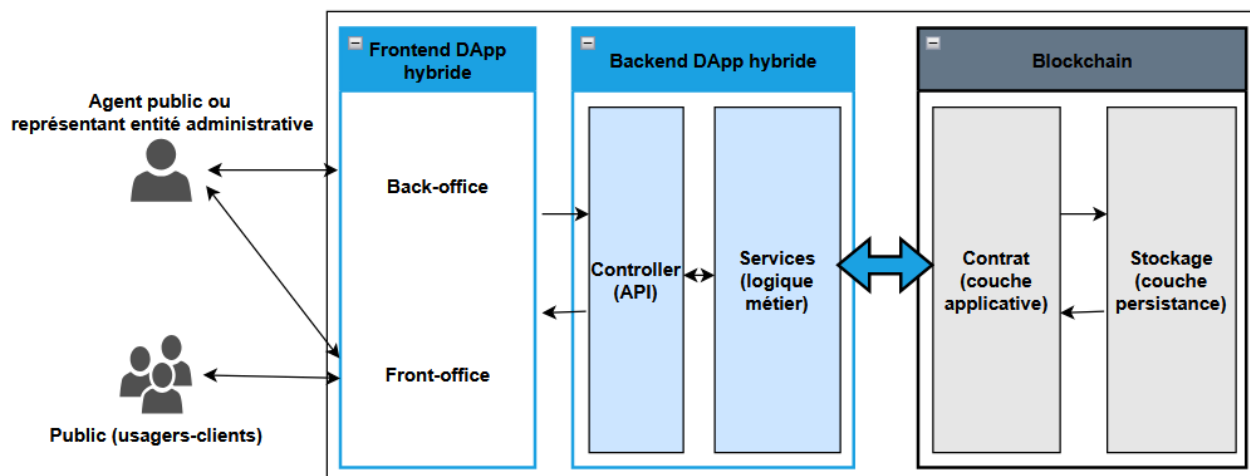 Frontend DApp
hybride
Backend DApp hybride
Blockchain
Agent public ou
représentant entité administrative
Back-office
Controller
(API)
Services
(logique
métier)
Contrat
(couche
applicative)
Stockage
(couche
persistance)
Front-office
Public (usagers-clients)